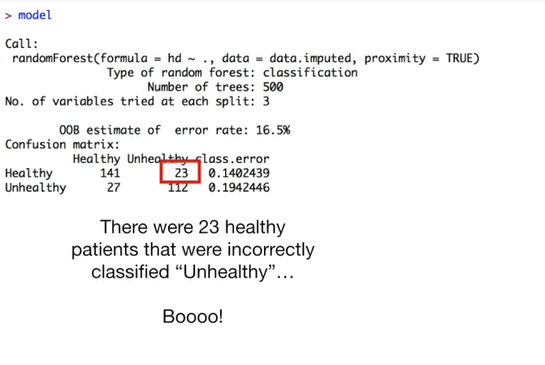 > model
Call:
randomForest(formula = hd ~ ., data = data.imputed, proximity = TRUE)
Type of random forest: classification
Number of trees: 500
No. of variables tried at each split: 3
OOB estimate of error rate: 16.5%
Confusion matrix:
Healthy Unhealthy class.error
Healthy 141 23 0.1402439
Unhealthy 27 112 0.1942446
There were 23 healthy
patients that were incorrectly
classified “Unhealthy”…
Boooo!